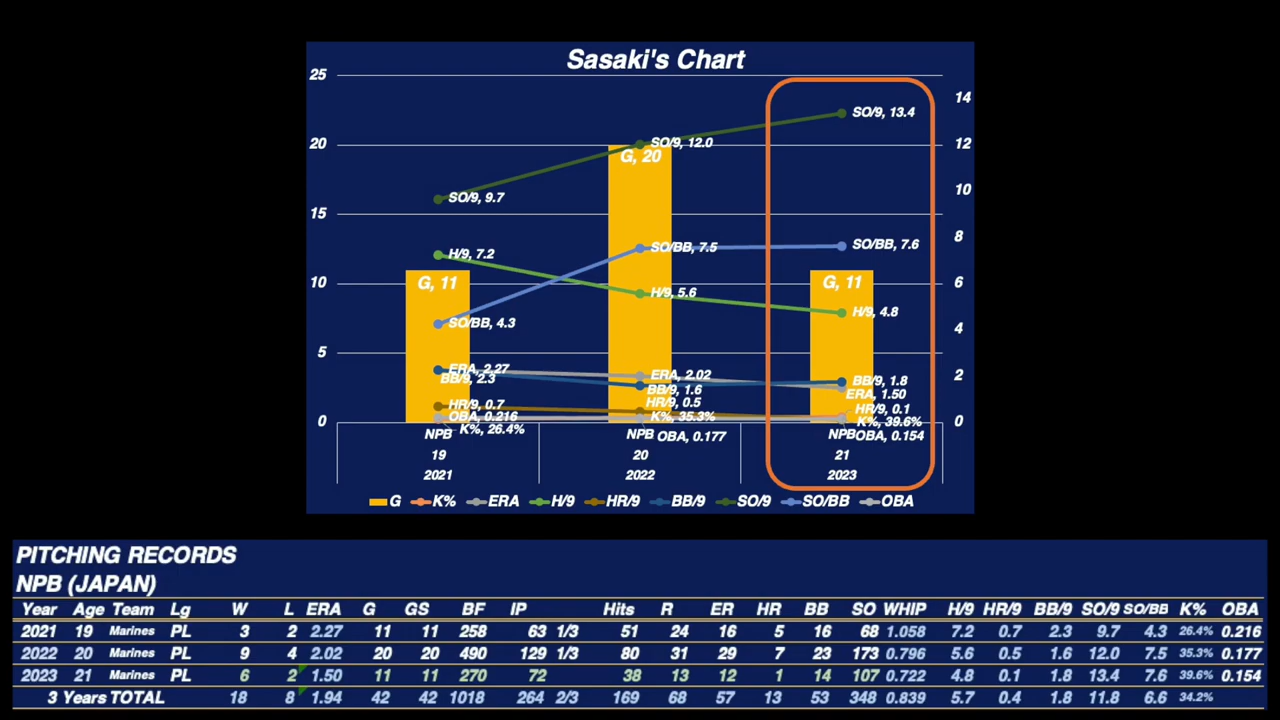 Sasaki's Chart
25
14
SO/9, 13.4
20
SO/9, 12.0
12
G, 20
10
SO/9, 9.7
15
8
SO/BB, 7.5
SO/BB, 7.6
H/9, 7.2
10
G, 11
G, 11
6
H/9, 5.6
H/9, 4.8
SO/BB, 4.3
4
5
ERA, 2.27
ERA, 2.02
2
BB/9, 2.3
BB/9, 1.8
BB/9, 1.6
ERA, 1.50
HR/9, 0.7
HR/9, 0.5
HR/9, 0.1
OBA, 0.216
K%, 35.3%
0
K%, 39.6%
0
K%, 26.4%
NPB
NPB
OBA, 0.177
NPB
OBA, 0.154
19
20
21
2021
2022
2023
G K% ERA H/9 HR/9 BB/9 SO/9 SO/BB OBA
PITCHING RECORDS
NPB (JAPAN)
Year Age Team Lg W L ERA G GS BF IP Hits R ER HR BB SO WHIP H/9 HR/9 BB/9 SO/9 SO/BB K% OBA
2021 19 Marines PL 3 2 2.27 11 11 258 63 1/3 51 24 16 5 16 68 1.058 7.2 0.7 2.3 9.7 4.3 26.4% 0.216
2022 20 Marines PL 9 4 2.02 20 20 490 129 1/3 80 31 29 7 23 173 0.796 5.6 0.5 1.6 12.0 7.5 35.3% 0.177
2023 21 Marines PL 6 2 1.50 11 11 270 72 38 13 12 1 14 107 0.722 4.8 0.1 1.8 13.4 7.6 39.6% 0.154
3 Years TOTAL 18 8 1.94 42 42 1018 264 2/3 169 68 57 13 53 348 0.839 5.7 0.4 1.8 11.8 6.6 34.2%